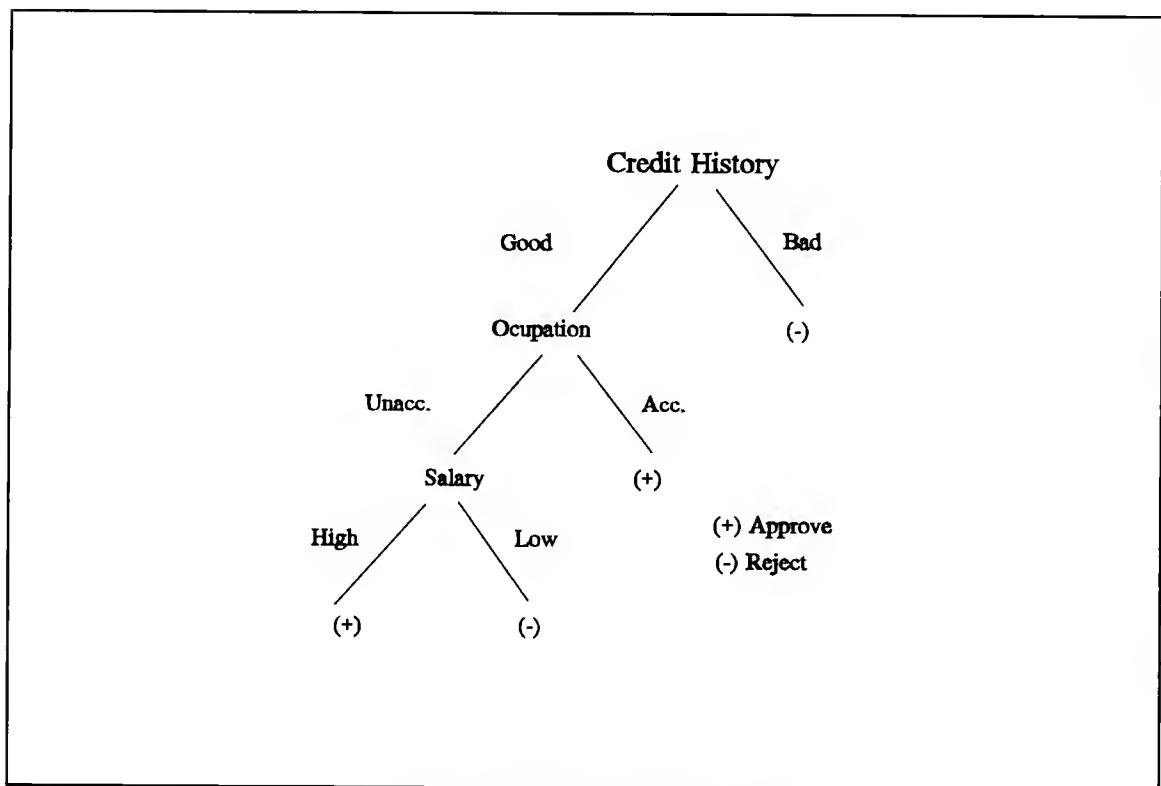 Credit History
Good Bad
Ocupation (-)
Unacc. Acc.
Salary (+)
High Low
(+) Approve
(-) Reject
(+) (-)